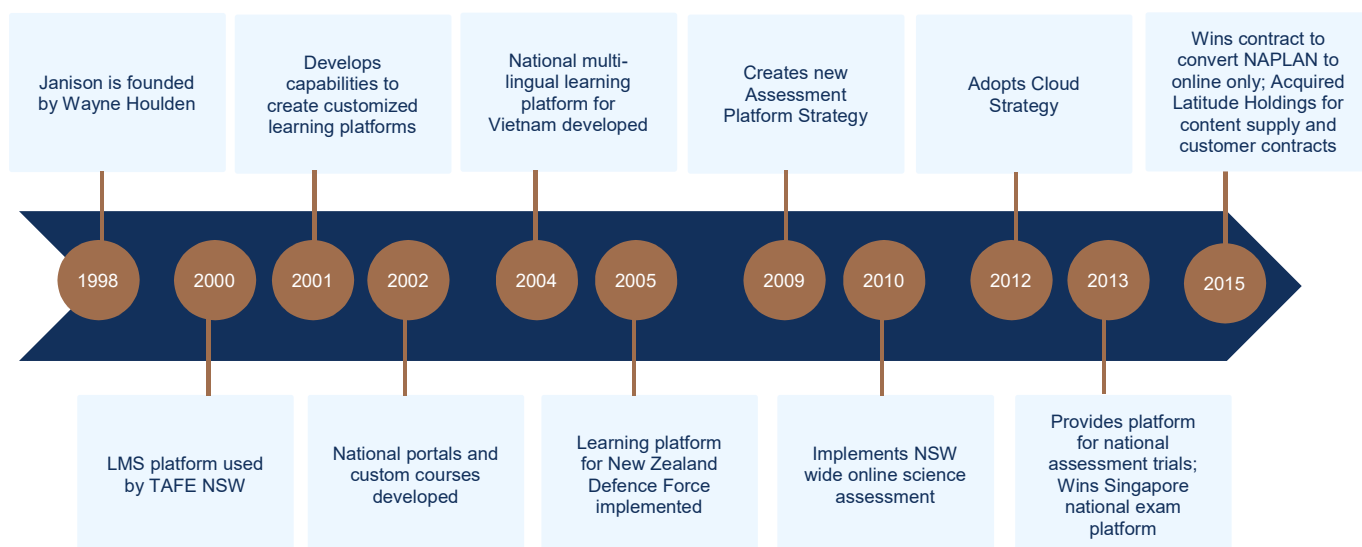 Janison is founded
by Wayne Houlden
Develops
capabilities to
create customized
learning platforms
National multi-
lingual learning
platform for
Vietnam developed
Creates new
Assessment
Platform Strategy
Adopts Cloud
Strategy
Wins contract to
convert NAPLAN to
online only; Acquired
Latitude Holdings for
content supply and
customer contracts
1998
2000
2001
2002
2004
2005
2009
2010
2012
2013
2015
LMS platform used
by TAFE NSW
National portals and
custom courses
developed
Learning platform
for New Zealand
Defence Force
implemented
Implements NSW
wide online science
assessment
Provides platform
for national
assessment trials;
Wins Singapore
national exam
platform